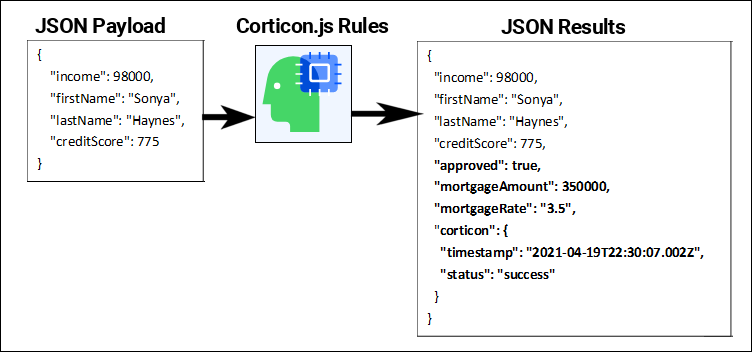 JSON Payload
{
"income": 98000,
"firstName": "Sonya",
"lastName": "Haynes",
"creditScore": 775
}
Corticon.js Rules
JSON Results
{
"income": 98000,
"firstName": "Sonya",
"lastName": "Haynes",
"creditScore": 775,
"approved": true,
"mortgageAmount": 350000,
"mortgageRate": "3.5",
"corticon": {
"timestamp": "2021-04-19T22:30:07.002Z",
"status": "success"
}
}